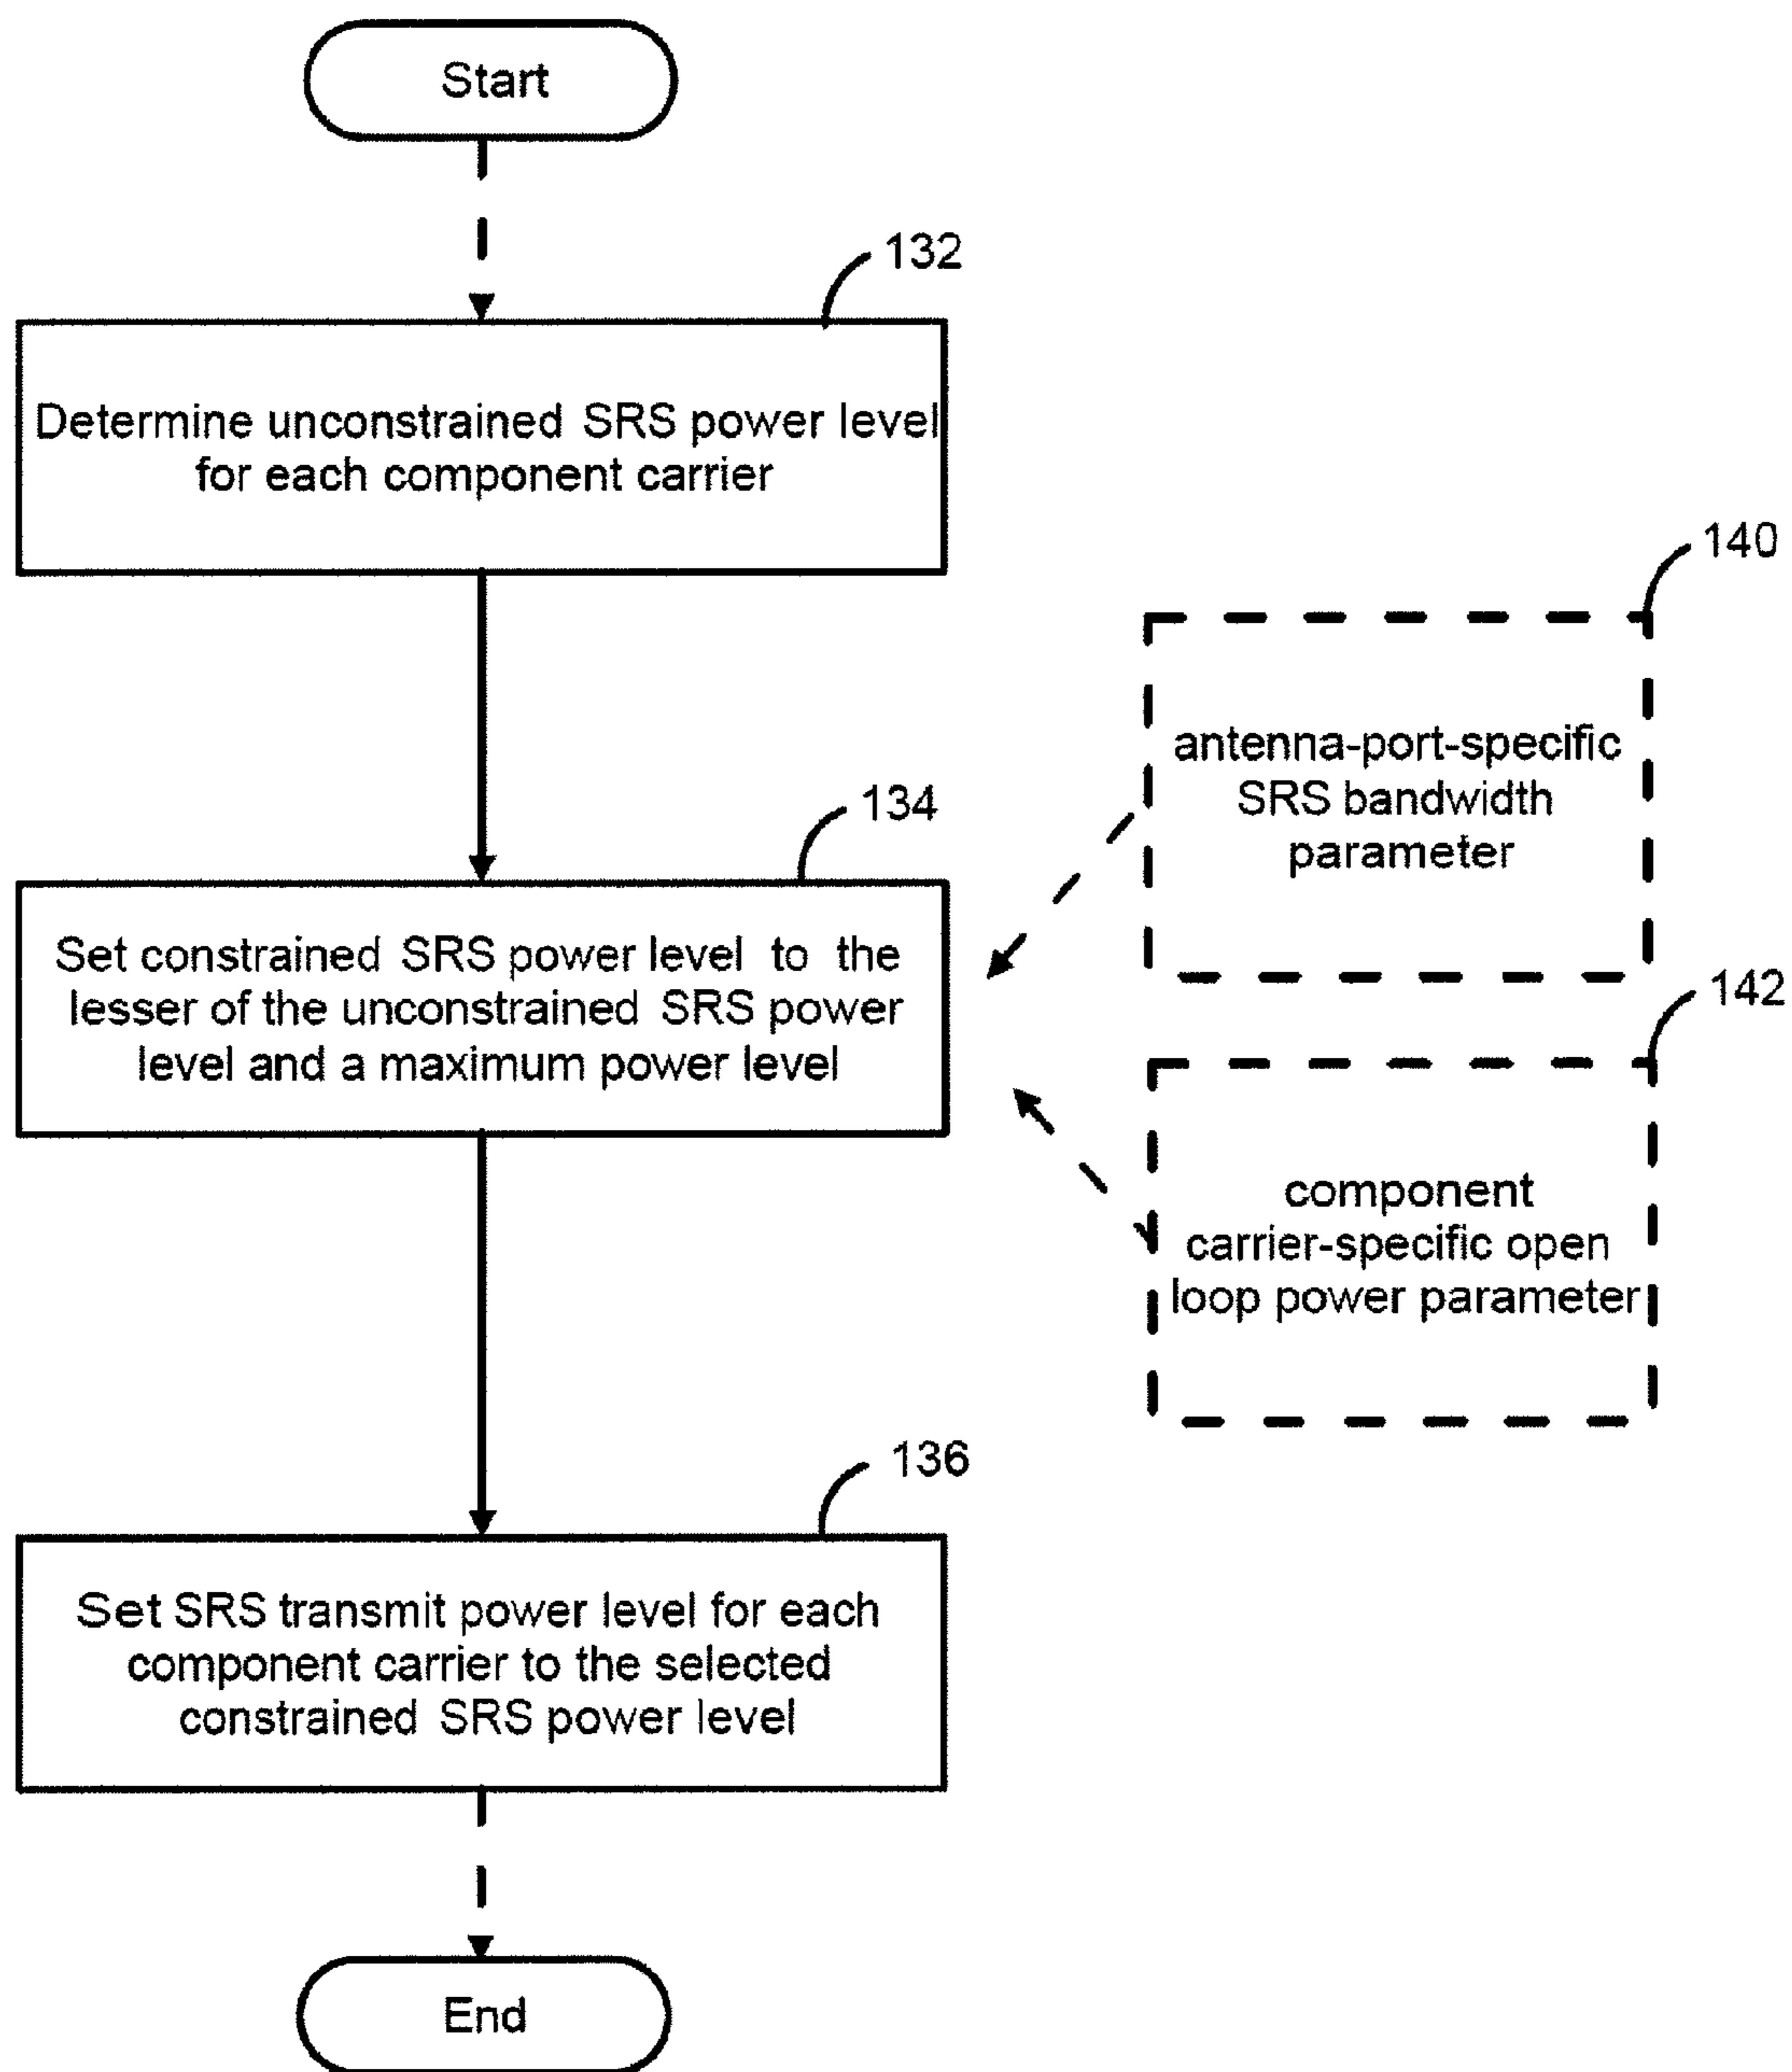 Start
132
Determine unconstrained SRS power level
for each component carrier
140
antenna-port-specific
SRS bandwidth
parameter
134
Set constrained SRS power level to the
lesser of the unconstrained SRS power
level and a maximum power level
142
component
carrier-specific open
loop power parameter
136
Set SRS transmit power level for each
component carrier to the selected
constrained SRS power level
End